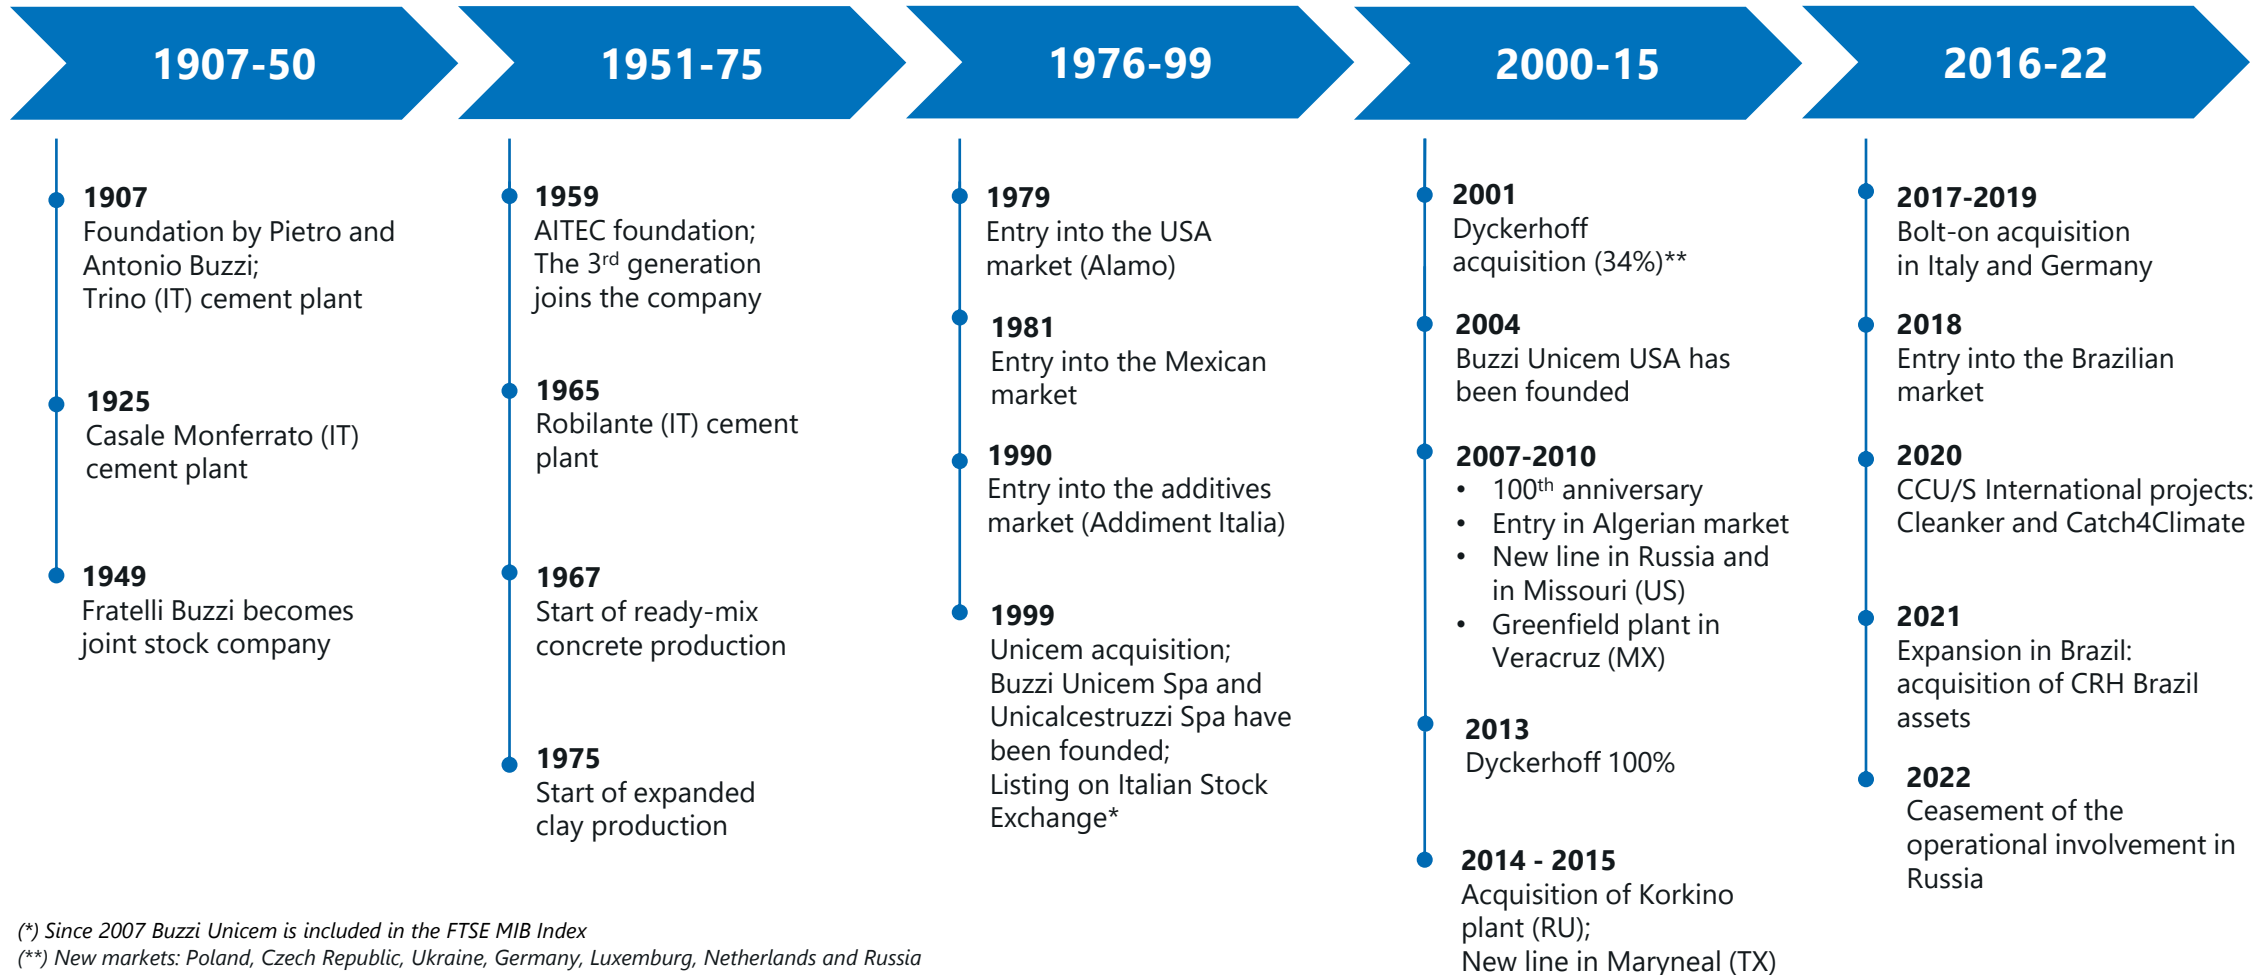 1907-50
1951-75
1976-99
2000-15
2016-22
1907
Foundation by Pietro and
Antonio Buzzi;
Trino (IT) cement plant
1925
Casale Monferrato (IT)
cement plant
1949
Fratelli Buzzi becomes
joint stock company
1959
AITEC foundation;
The 3rd generation
joins the company
1965
Robilante (IT) cement
plant
1967
Start of ready-mix
concrete production
1975
Start of expanded
clay production
1979
Entry into the USA
market (Alamo)
1981
Entry into the Mexican
market
1990
Entry into the additives
market (Addiment Italia)
1999
Unicem acquisition;
Buzzi Unicem Spa and
Unicalcestruzzi Spa have
been founded;
Listing on Italian Stock
Exchange*
2001
Dyckerhoff
acquisition (34%)**
2004
Buzzi Unicem USA has
been founded
2007-2010
• 100th anniversary
• Entry in Algerian market
• New line in Russia and
in Missouri (US)
• Greenfield plant in
Veracruz (MX)
2013
Dyckerhoff 100%
2014 - 2015
Acquisition of Korkino
plant (RU);
New line in Maryneal (TX)
2017-2019
Bolt-on acquisition
in Italy and Germany
2018
Entry into the Brazilian
market
2020
CCU/S International projects:
Cleanker and Catch4Climate
2021
Expansion in Brazil:
acquisition of CRH Brazil
assets
2022
Ceasement of the
operational involvement in
Russia
(*) Since 2007 Buzzi Unicem is included in the FTSE MIB Index
(**) New markets: Poland, Czech Republic, Ukraine, Germany, Luxemburg, Netherlands and Russia